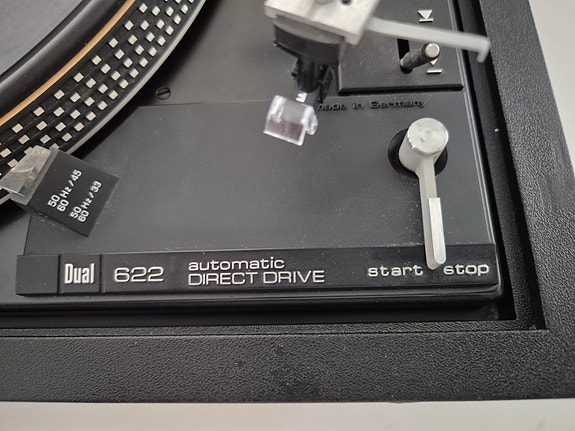 made in Germany
50 Hz/45
60 Hz
50 Hz/33
60 Hz
Dual 622 automatic DIRECT DRIVE
start stop